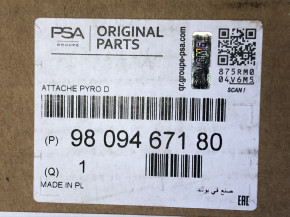 PSA
GROUPE
ORIGINAL
PARTS
qr.groupe-psa.com
875RM0
04V6M5
SCAN !
ATTACHE PYRO D
(P) 98 094 671 80
(Q) 1
MADE IN PL
صنع في بولندا
EAC